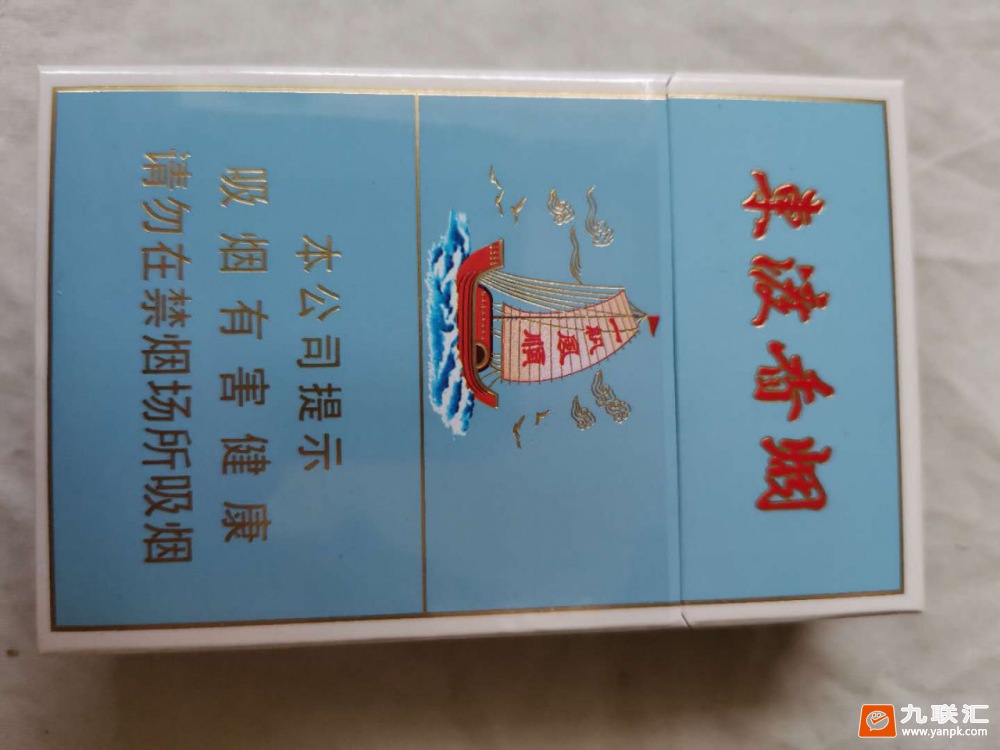 東渡香烟
一帆風順
本公司提示
吸烟有害健康
请勿在禁烟场所吸烟
九联汇
www.yanpk.com